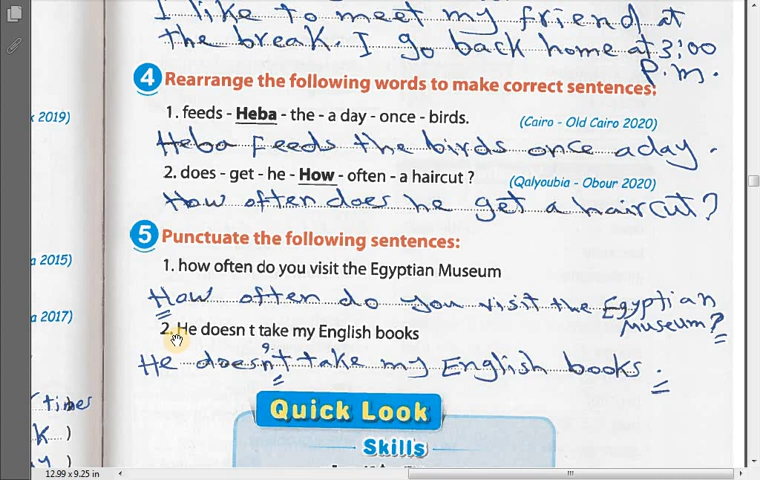 I like to meet my friend at
the break. I go back home at 3:00
P.m.
4 Rearrange the following words to make correct sentences:
1. feeds - Heba - the - a day - once - birds. (Cairo - Old Cairo 2020)
Heba feeds the birds once a day.
2. does - get - he - How - often - a haircut ? (Qalyoubia - Obour 2020)
How often does he get a haircut?
5 Punctuate the following sentences:
1. how often do you visit the Egyptian Museum
How often do you visit the Egyptian
Museum?
2. He doesn t take my English books
He doesn't take my English books.
Quick Look
Skills
2019)
a 2015)
a 2017)
times
K )
)
12.99 x 9.25 in